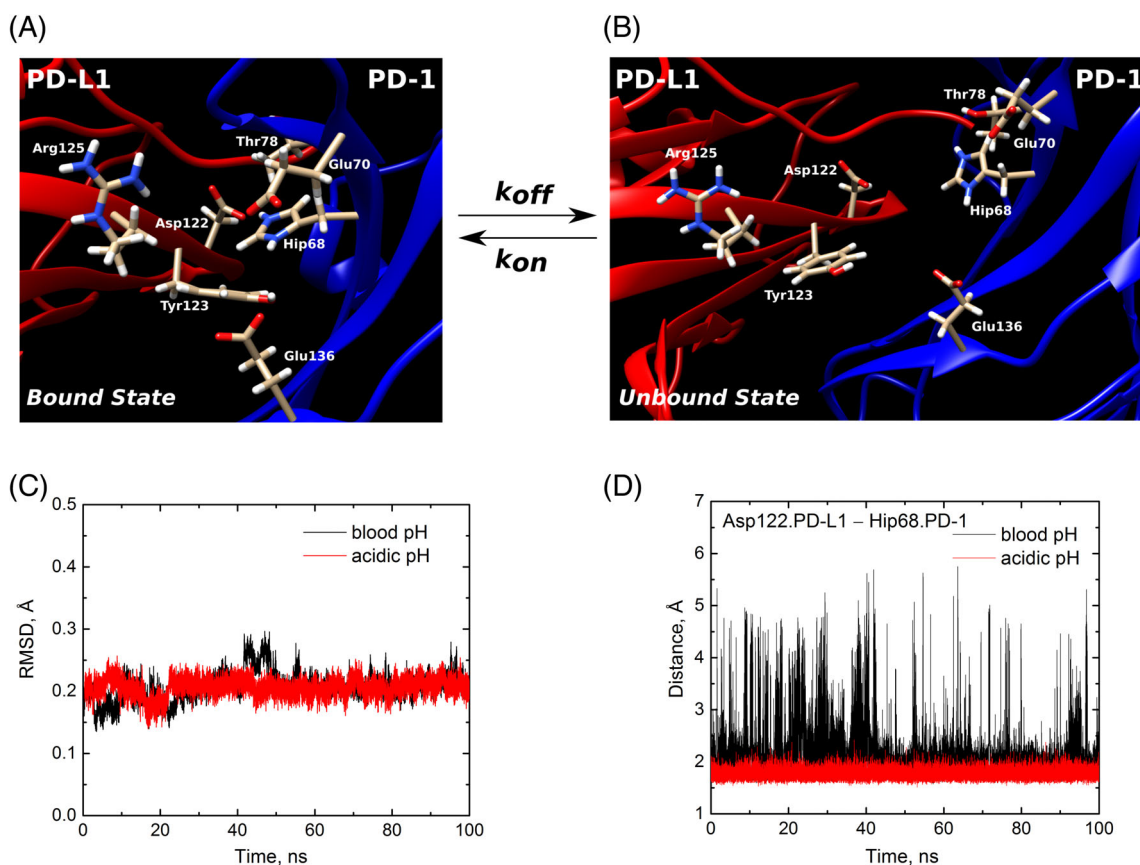 (A)
PD-L1 PD-1
Arg125
Thr78
Glu70
Asp122
Hip68
Tyr123
Glu136
Bound State
koff
kon
(B)
PD-L1 PD-1
Thr78
Arg125
Glu70
Asp122
Hip68
Tyr123
Glu136
Unbound State
(C)
0.5
0.4
0.3
0.2
0.1
0.0
RMSD, Å
blood pH
acidic pH
0 20 40 60 80 100
Time, ns
(D)
7
6
5
4
3
2
1
Distance, Å
Asp122.PD-L1 – Hip68.PD-1
blood pH
acidic pH
0 20 40 60 80 100
Time, ns